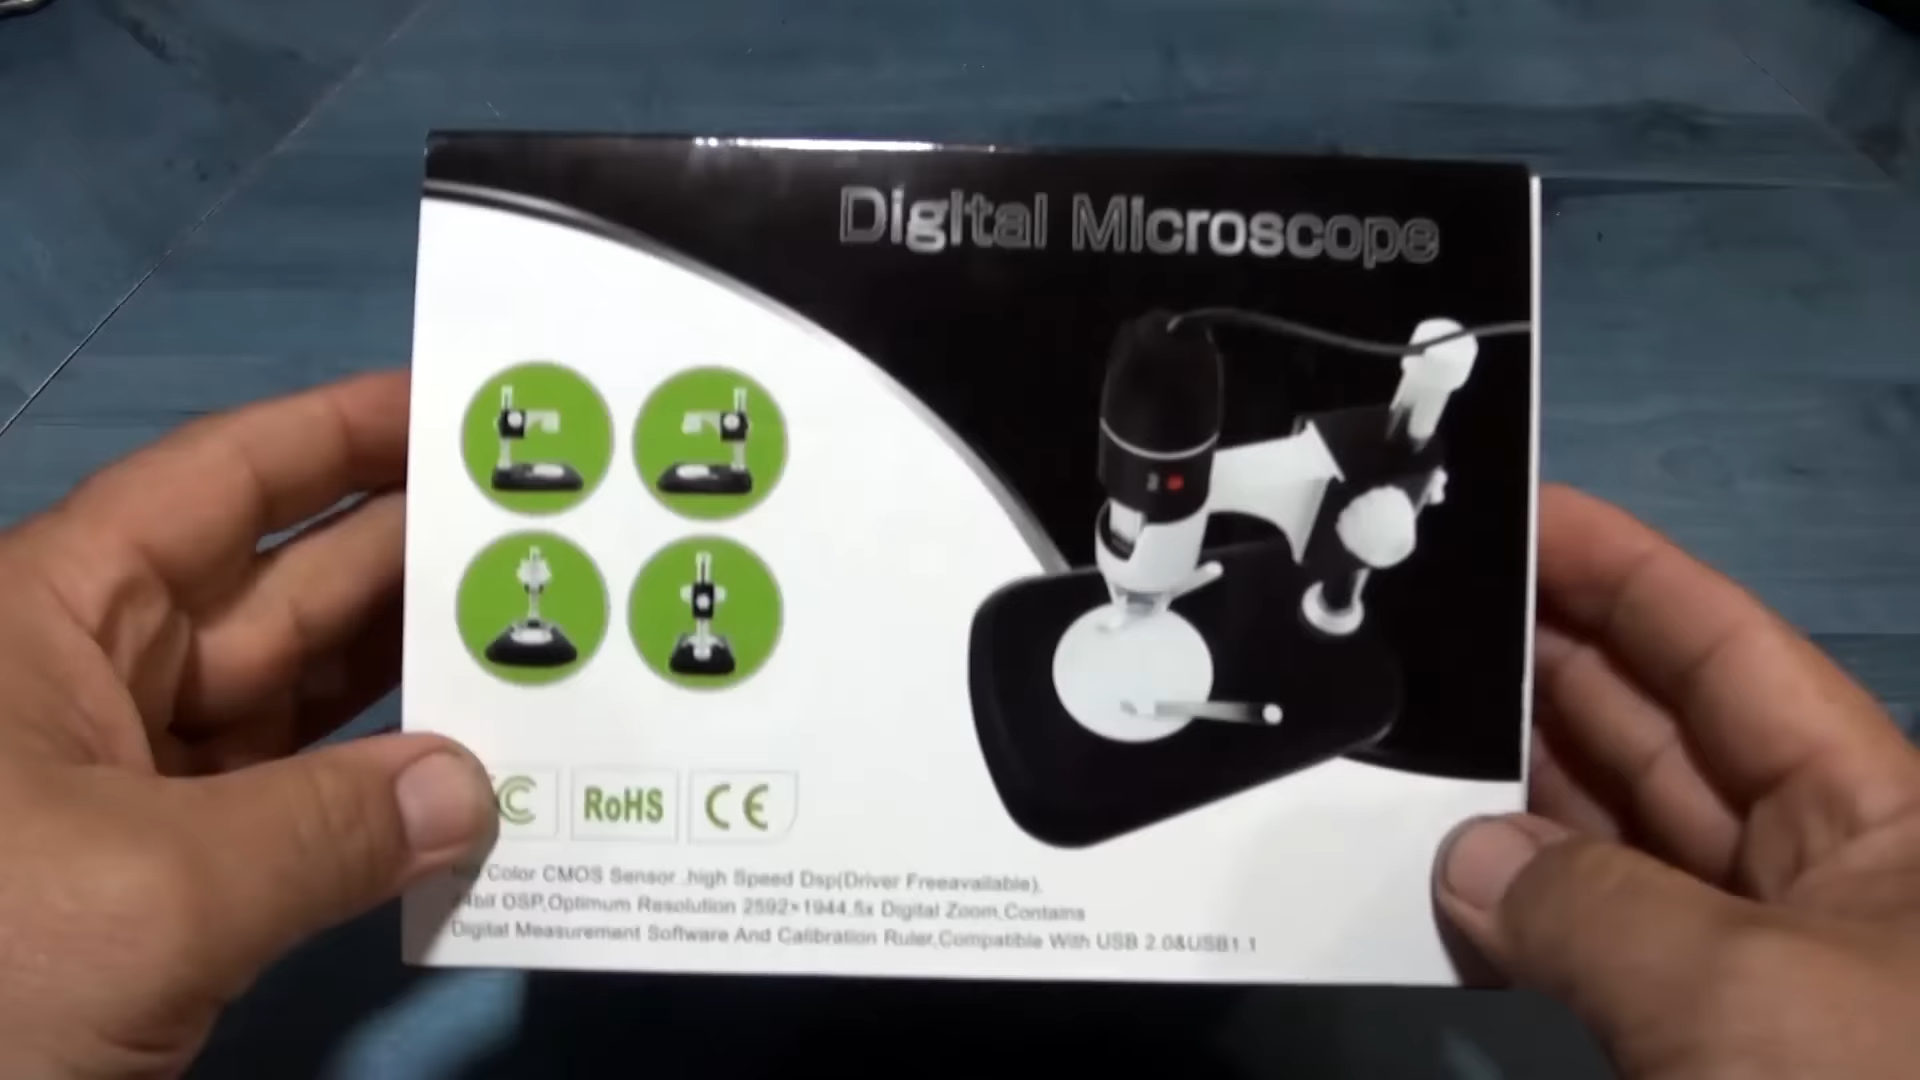 Digital Microscope
C
RoHS
CE
Color CMOS Sensor .high Speed Dsp(Driver Freeavailable),
bit DSP,Optimum Resolution 2592×1944,5x Digital Zoom,Contains
Digital Measurement Software And Calibration Ruler,Compatible With USB 2.0&USB1.1